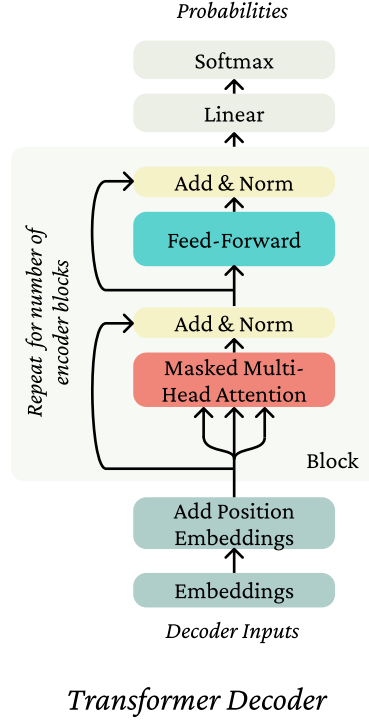 Probabilities
Softmax
Linear
Add & Norm
Feed-Forward
Repeat for number of
encoder blocks
Add & Norm
Masked Multi-
Head Attention
Block
Add Position
Embeddings
Embeddings
Decoder Inputs
Transformer Decoder